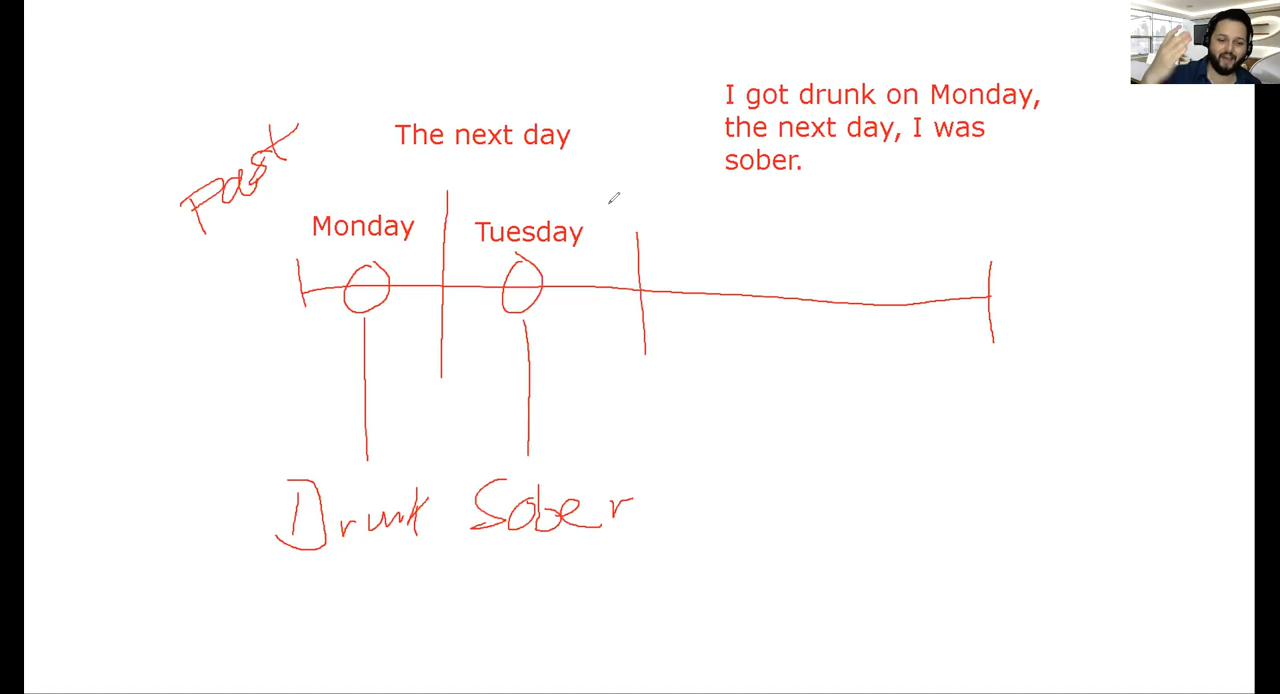 Past
The next day
I got drunk on Monday,
the next day, I was
sober.
Monday
Tuesday
Drunk
Sober